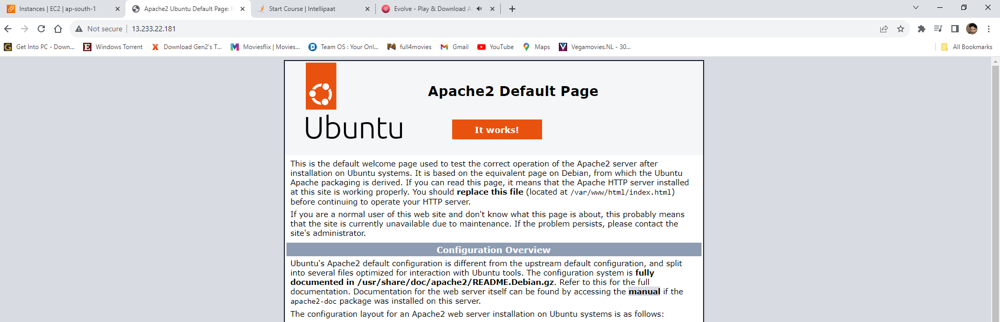 Instances | EC2 | ap-south-1
Apache2 Ubuntu Default Page: I
Start Course | Intellipaat
Evolve - Play & Download A
Not secure
13.233.22.181
Get Into PC - Down...
Windows Torrent
Download Gen2's T...
Moviesflix | Movies...
Team OS : Your Onl...
full4movies
Gmail
YouTube
Maps
Vegamovies.NL - 30...
All Bookmarks
Ubuntu
Apache2 Default Page
It works!
This is the default welcome page used to test the correct operation of the Apache2 server after
installation on Ubuntu systems. It is based on the equivalent page on Debian, from which the Ubuntu
Apache packaging is derived. If you can read this page, it means that the Apache HTTP server installed
at this site is working properly. You should replace this file (located at /var/www/html/index.html)
before continuing to operate your HTTP server.
If you are a normal user of this web site and don't know what this page is about, this probably means
that the site is currently unavailable due to maintenance. If the problem persists, please contact the
site's administrator.
Configuration Overview
Ubuntu's Apache2 default configuration is different from the upstream default configuration, and split
into several files optimized for interaction with Ubuntu tools. The configuration system is fully
documented in /usr/share/doc/apache2/README.Debian.gz. Refer to this for the full
documentation. Documentation for the web server itself can be found by accessing the manual if the
apache2-doc package was installed on this server.
The configuration layout for an Apache2 web server installation on Ubuntu systems is as follows: